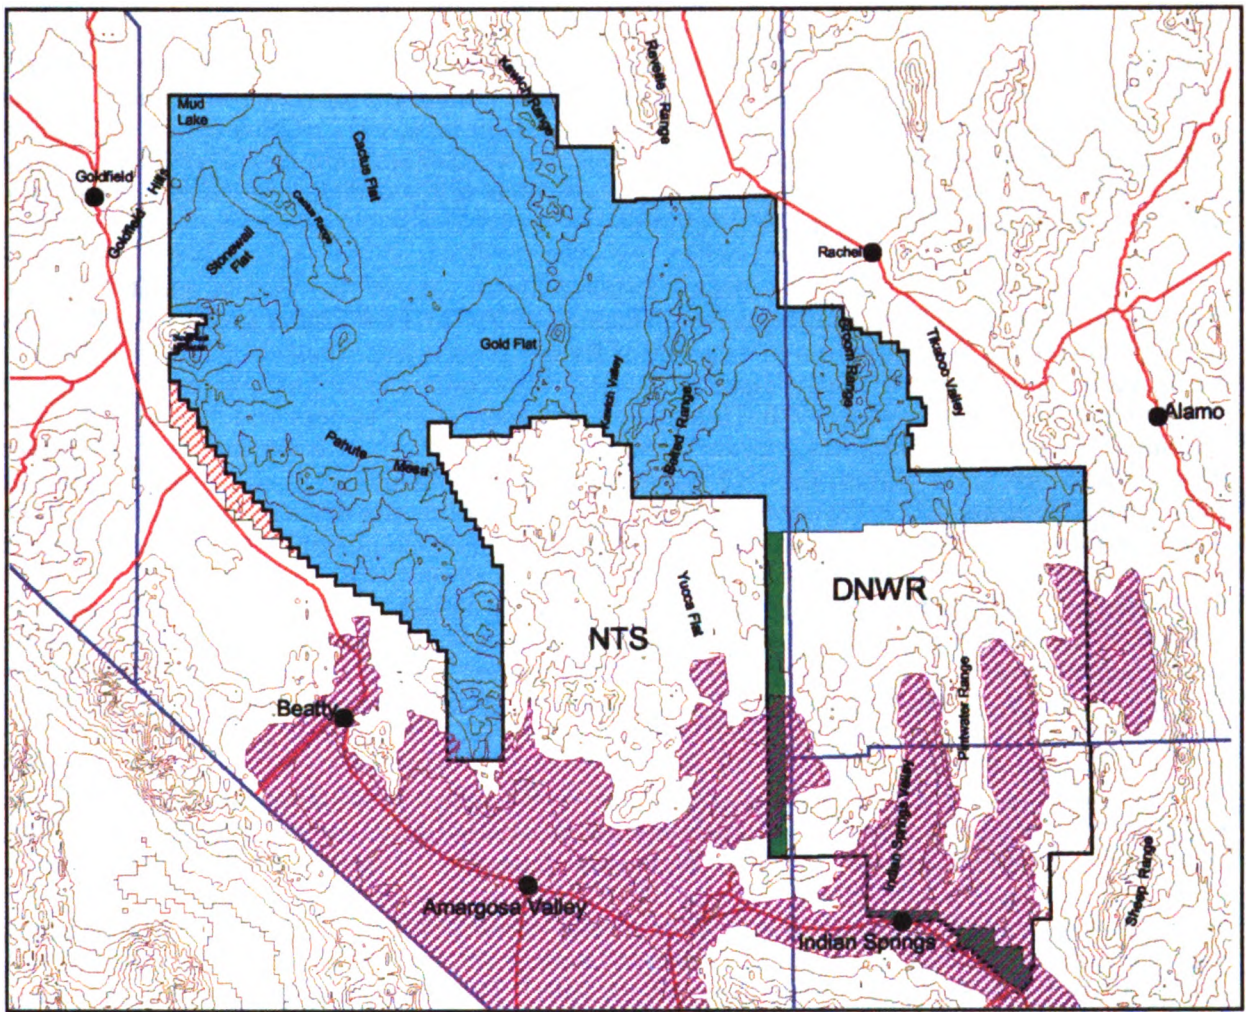 Mud
Lake
Kawich Range
Reveille Range
Cactus Flat
Goldfield
Goldfield Hills
Cactus Range
Stonewall
Flat
Rachel
Gold Flat
Kawich Valley
Belted Range
Groom Range
Tikaboo Valley
Alamo
Pahute Mesa
DNWR
NTS
Yucca Flat
Beatty
Pintwater Range
Indian Springs Valley
Sheep Range
Amargosa Valley
Indian Springs